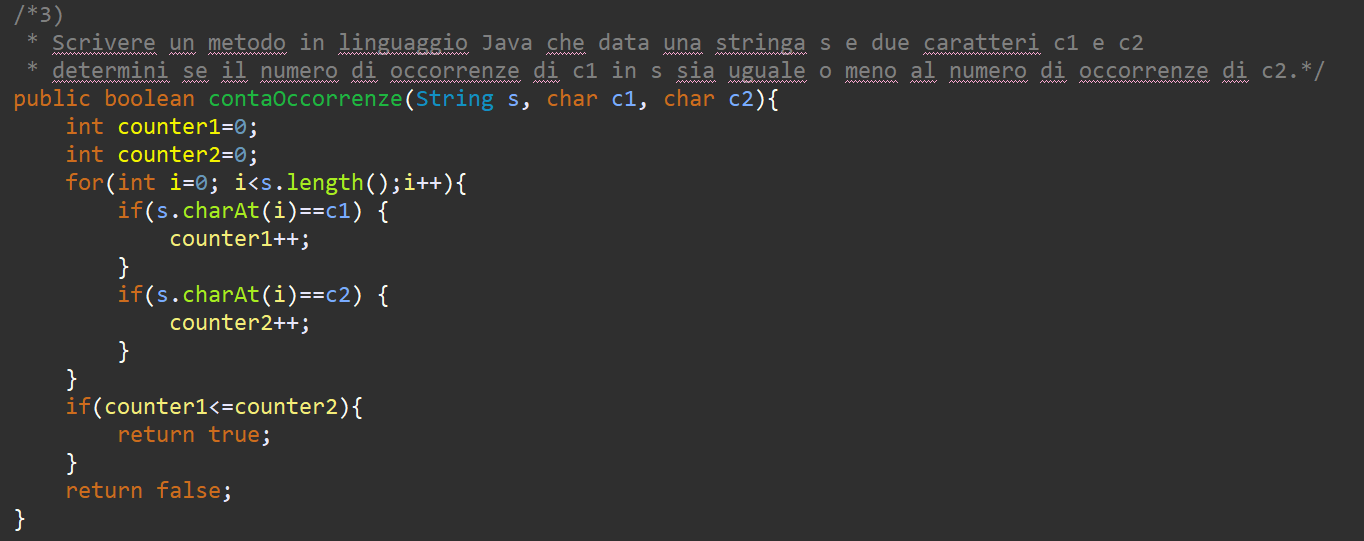 /*3)
 * Scrivere un metodo in linguaggio Java che data una stringa s e due caratteri c1 e c2
 * determini se il numero di occorrenze di c1 in s sia uguale o meno al numero di occorrenze di c2.*/
public boolean contaOccorrenze(String s, char c1, char c2){
    int counter1=0;
    int counter2=0;
    for(int i=0; i<s.length();i++){
        if(s.charAt(i)==c1) {
            counter1++;
        }
        if(s.charAt(i)==c2) {
            counter2++;
        }
    }
    if(counter1<=counter2){
        return true;
    }
    return false;
}